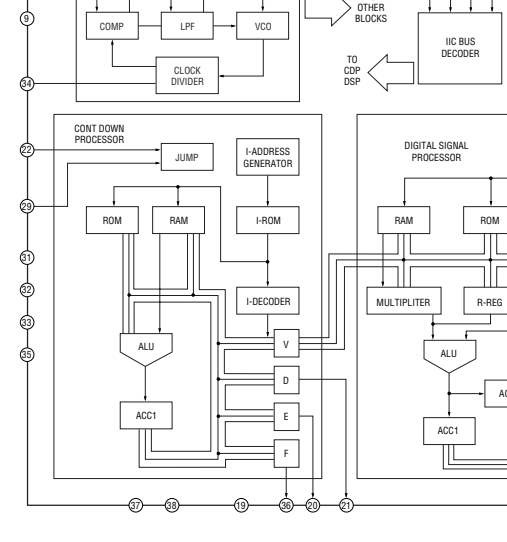 9
34
22
29
31
32
33
35
COMP
LPF
VCO
CLOCK
DIVIDER
OTHER
BLOCKS
TO
CDP
DSP
IIC BUS
DECODER
CONT DOWN
PROCESSOR
JUMP
I-ADDRESS
GENERATOR
ROM
RAM
I-ROM
I-DECODER
ALU
V
D
E
F
ACC1
DIGITAL SIGNAL
PROCESSOR
RAM
ROM
MULTIPLITER
R-REG
ALU
AC
ACC1
37
38
19
36
20
21